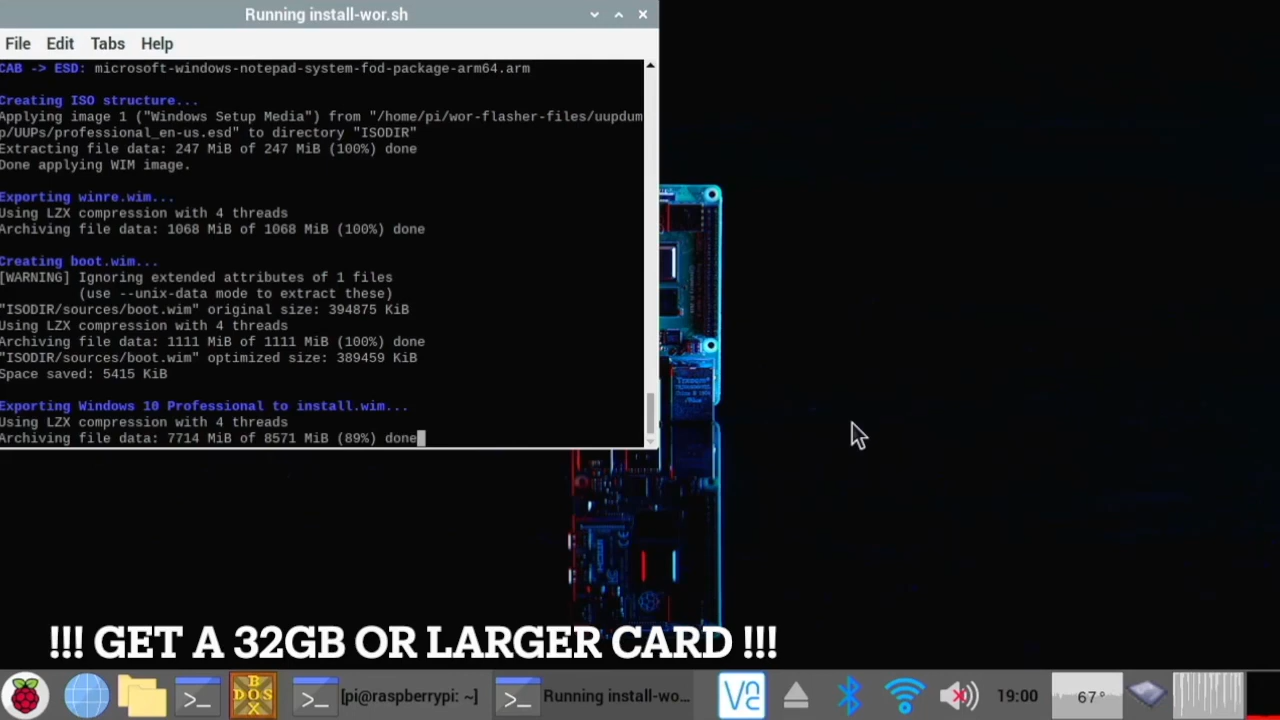 Running install-wor.sh
File Edit Tabs Help
CAB -> ESD: microsoft-windows-notepad-system-fod-package-arm64.arm
Creating ISO structure...
Applying image 1 ("Windows Setup Media") from "/home/pi/wor-flasher-files/uupdum
p/UUPs/professional_en-us.esd" to directory "ISODIR"
Extracting file data: 247 MiB of 247 MiB (100%) done
Done applying WIM image.
Exporting winre.wim...
Using LZX compression with 4 threads
Archiving file data: 1068 MiB of 1068 MiB (100%) done
Creating boot.wim...
[WARNING] Ignoring extended attributes of 1 files
(use --unix-data mode to extract these)
"ISODIR/sources/boot.wim" original size: 394875 KiB
Using LZX compression with 4 threads
Archiving file data: 1111 MiB of 1111 MiB (100%) done
"ISODIR/sources/boot.wim" optimized size: 389459 KiB
Space saved: 5415 KiB
Exporting Windows 10 Professional to install.wim...
Using LZX compression with 4 threads
Archiving file data: 7714 MiB of 8571 MiB (89%) done
!!! GET A 32GB OR LARGER CARD !!!
>_ DOS BOX >_ [pi@raspberrypi: ~] >_ Running install-wo... 19:00 67°